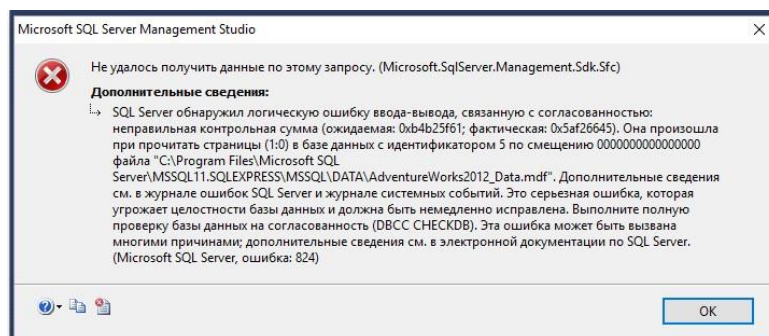 Microsoft SQL Server Management Studio
Не удалось получить данные по этому запросу. (Microsoft.SqlServer.Management.Sdk.Sfc)
Дополнительные сведения:
SQL Server обнаружил логическую ошибку ввода-вывода, связанную с согласованностью:
неправильная контрольная сумма (ожидаемая: 0xb4b25f61; фактическая: 0x5af26645). Она произошла
при прочитать страницы (1:0) в базе данных с идентификатором 5 по смещению 0000000000000000
файла "C:\Program Files\Microsoft SQL
Server\MSSQL11.SQLEXPRESS\MSSQL\DATA\AdventureWorks2012_Data.mdf". Дополнительные сведения
см. в журнале ошибок SQL Server и журнале системных событий. Это серьезная ошибка, которая
угрожает целостности базы данных и должна быть немедленно исправлена. Выполните полную
проверку базы данных на согласованность (DBCC CHECKDB). Эта ошибка может быть вызвана
многими причинами; дополнительные сведения см. в электронной документации по SQL Server.
(Microsoft SQL Server, ошибка: 824)
OK